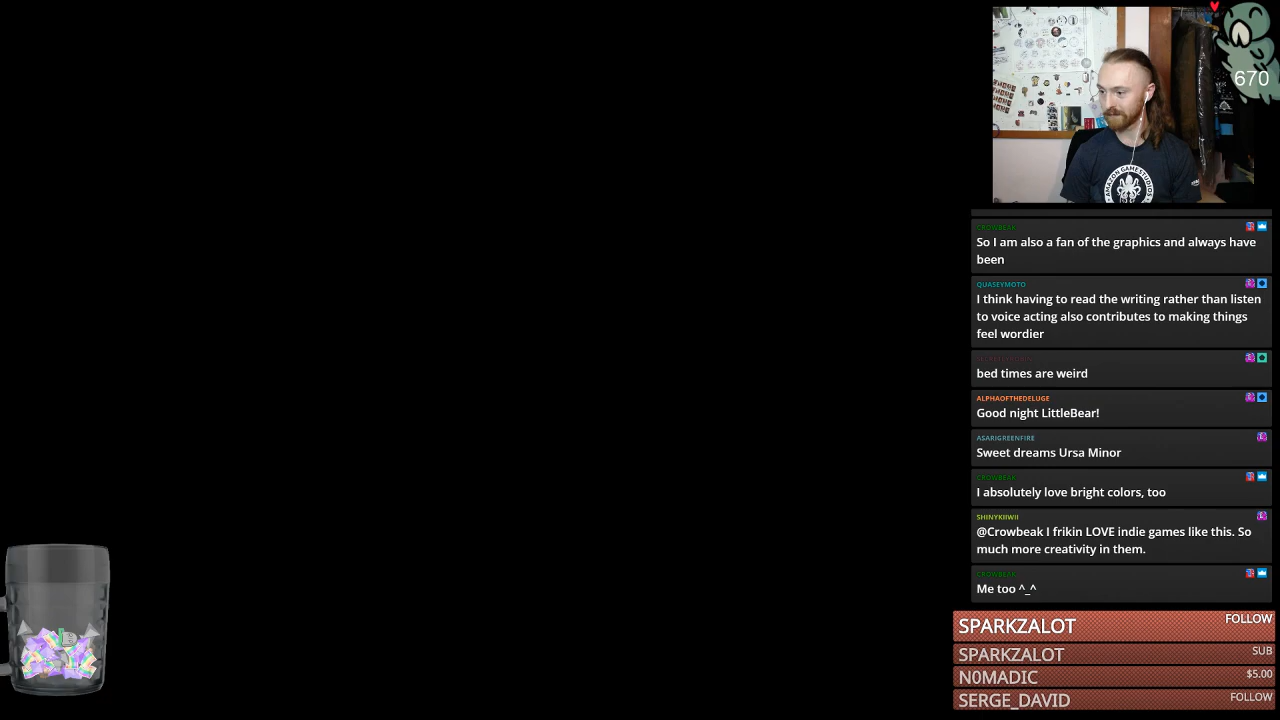 670
AMAZON GAME STUDIOS
CROWBEAK
So I am also a fan of the graphics and always have
been
QUASEYMOTO
I think having to read the writing rather than listen
to voice acting also contributes to making things
feel wordier
bed times are weird
ALPHAOFTHEDELUGE
Good night LittleBear!
ASARIGREENFIRE
Sweet dreams Ursa Minor
CROWBEAK
I absolutely love bright colors, too
SHINYKIIWII
@Crowbeak I frikin LOVE indie games like this. So
much more creativity in them.
CROWBEAK
Me too ^_^
SPARKZALOT FOLLOW
SPARKZALOT SUB
N0MADIC $5.00
SERGE_DAVID FOLLOW